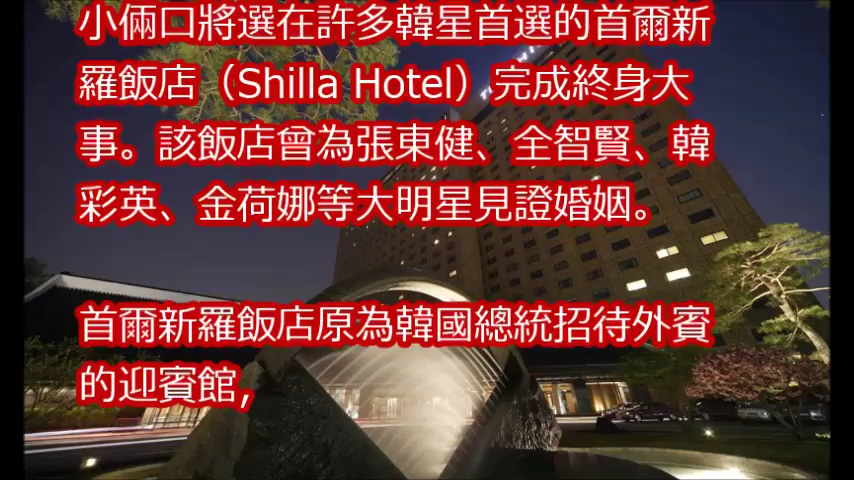 小倆口將選在許多韓星首選的首爾新
羅飯店（Shilla Hotel）完成終身大
事。該飯店曾為張東健、全智賢、韓
彩英、金荷娜等大明星見證婚姻。
首爾新羅飯店原為韓國總統招待外賓
的迎賓館，